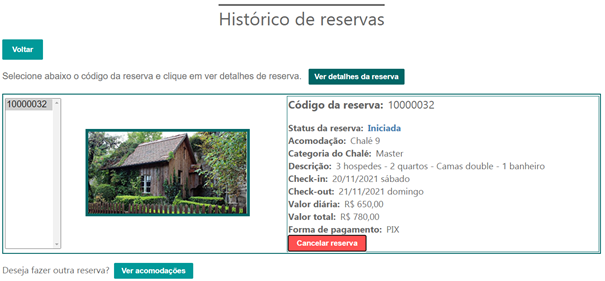 Histórico de reservas
Voltar
Selecione abaixo o código da reserva e clique em ver detalhes de reserva. Ver detalhes da reserva
10000032
Código da reserva: 10000032
Status da reserva: Iniciada
Acomodação: Chalé 9
Categoria do Chalé: Master
Descrição: 3 hospedes - 2 quartos - Camas double - 1 banheiro
Check-in: 20/11/2021 sábado
Check-out: 21/11/2021 domingo
Valor diária: R$ 650,00
Valor total: R$ 780,00
Forma de pagamento: PIX
Cancelar reserva
Deseja fazer outra reserva? Ver acomodações